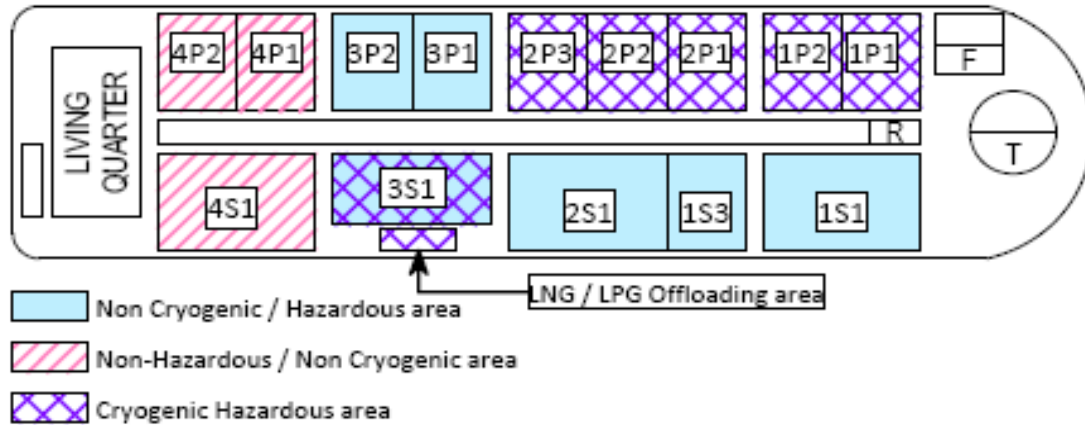 4P2 4P1 3P2 3P1 2P3 2P2 2P1 1P2 1P1 F
LIVING
QUARTER
R
T
4S1 3S1 2S1 1S3 1S1
LNG / LPG Offloading area
Non Cryogenic / Hazardous area
Non-Hazardous / Non Cryogenic area
Cryogenic Hazardous area